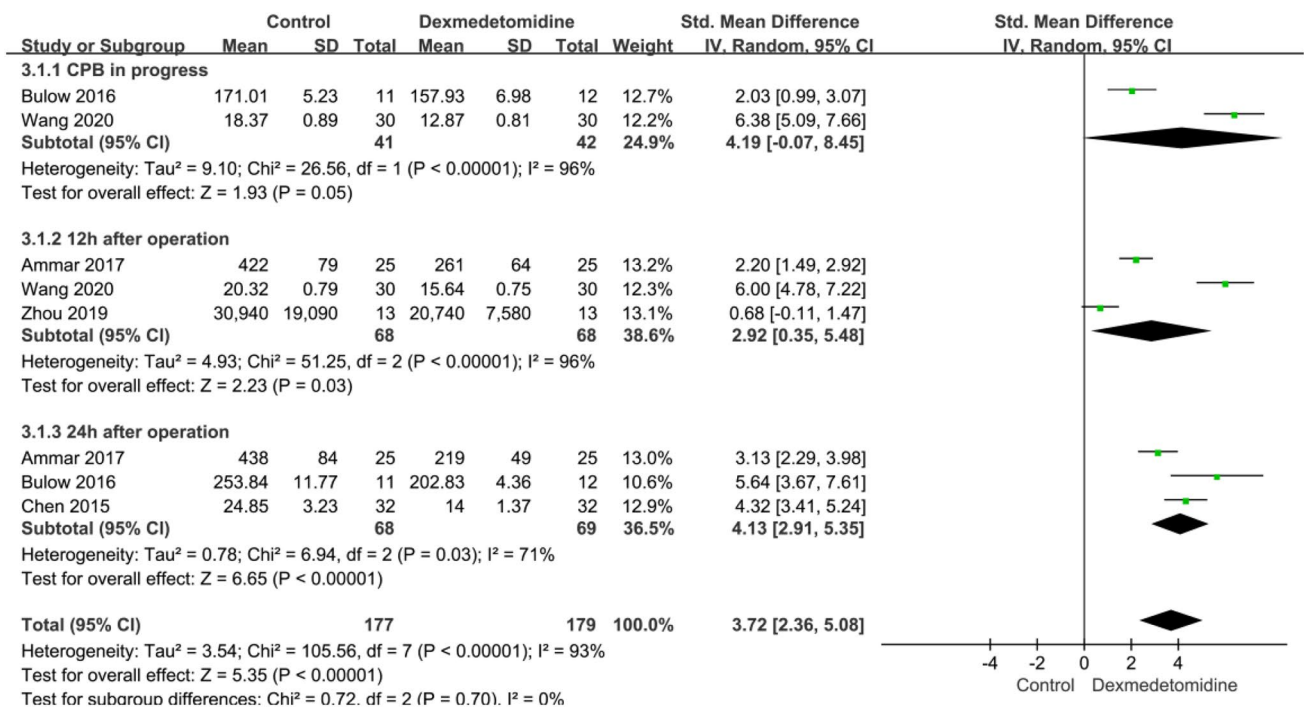 Control Dexmedetomidine Std. Mean Difference Std. Mean Difference
Study or Subgroup Mean SD Total Mean SD Total Weight IV, Random, 95% CI IV, Random, 95% CI
3.1.1 CPB in progress
Bulow 2016 171.01 5.23 11 157.93 6.98 12 12.7% 2.03 [0.99, 3.07]
Wang 2020 18.37 0.89 30 12.87 0.81 30 12.2% 6.38 [5.09, 7.66]
Subtotal (95% CI) 41 42 24.9% 4.19 [-0.07, 8.45]
Heterogeneity: Tau² = 9.10; Chi² = 26.56, df = 1 (P < 0.00001); I² = 96%
Test for overall effect: Z = 1.93 (P = 0.05)
3.1.2 12h after operation
Ammar 2017 422 79 25 261 64 25 13.2% 2.20 [1.49, 2.92]
Wang 2020 20.32 0.79 30 15.64 0.75 30 12.3% 6.00 [4.78, 7.22]
Zhou 2019 30,940 19,090 13 20,740 7,580 13 13.1% 0.68 [-0.11, 1.47]
Subtotal (95% CI) 68 68 38.6% 2.92 [0.35, 5.48]
Heterogeneity: Tau² = 4.93; Chi² = 51.25, df = 2 (P < 0.00001); I² = 96%
Test for overall effect: Z = 2.23 (P = 0.03)
3.1.3 24h after operation
Ammar 2017 438 84 25 219 49 25 13.0% 3.13 [2.29, 3.98]
Bulow 2016 253.84 11.77 11 202.83 4.36 12 10.6% 5.64 [3.67, 7.61]
Chen 2015 24.85 3.23 32 14 1.37 32 12.9% 4.32 [3.41, 5.24]
Subtotal (95% CI) 68 69 36.5% 4.13 [2.91, 5.35]
Heterogeneity: Tau² = 0.78; Chi² = 6.94, df = 2 (P = 0.03); I² = 71%
Test for overall effect: Z = 6.65 (P < 0.00001)
Total (95% CI) 177 179 100.0% 3.72 [2.36, 5.08]
Heterogeneity: Tau² = 3.54; Chi² = 105.56, df = 7 (P < 0.00001); I² = 93%
Test for overall effect: Z = 5.35 (P < 0.00001)
Test for subgroup differences: Chi² = 0.72, df = 2 (P = 0.70), I² = 0%
-4 -2 0 2 4
Control Dexmedetomidine